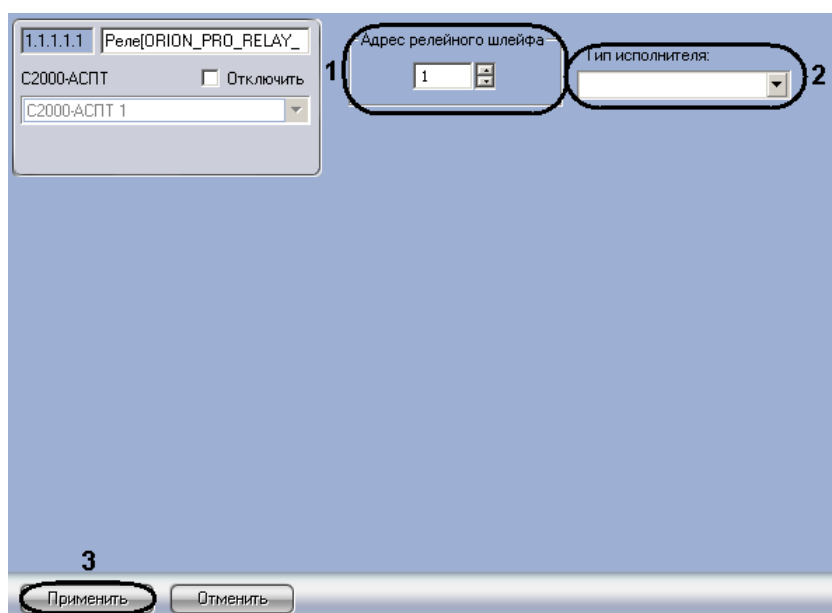 1.1.1.1.1 Реле[ORION_PRO_RELAY_
С2000-АСПТ Отключить
С2000-АСПТ 1
1
Адрес релейного шлейфа
1
Тип исполнителя:
2
3
Применить Отменить